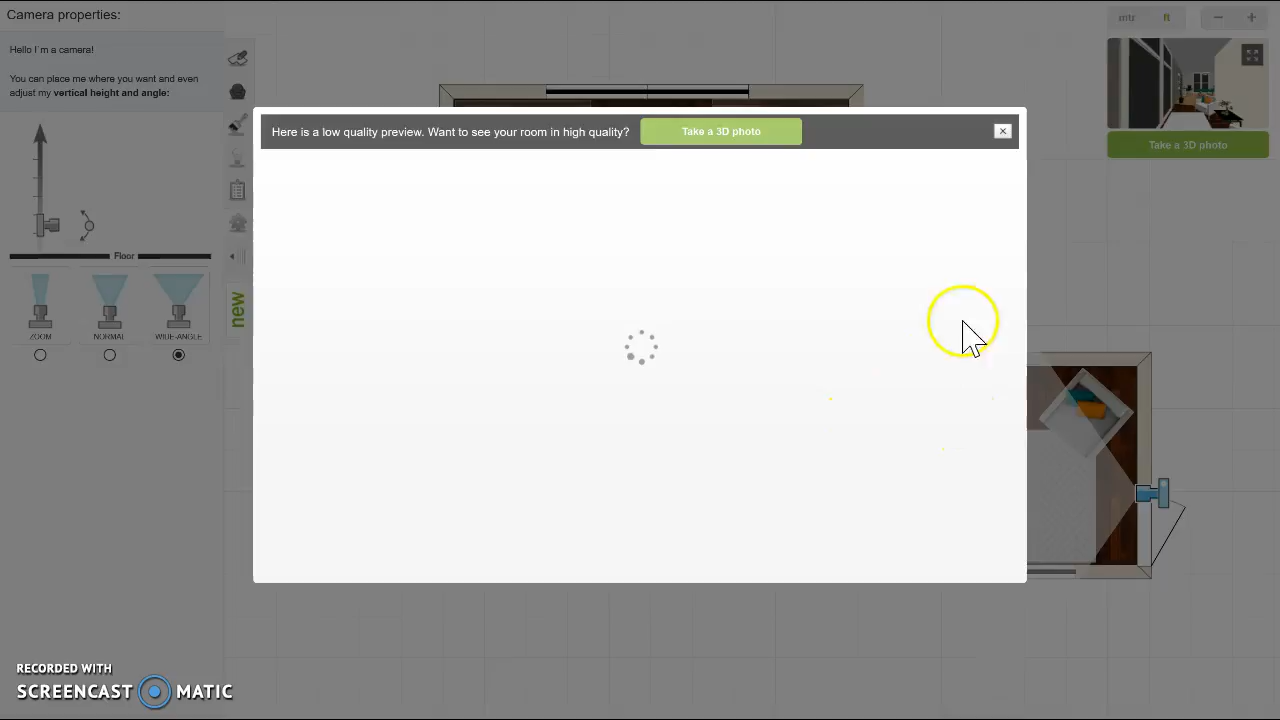 Camera properties:
mtr ft − +
Hello I´m a camera!
You can place me where you want and even
adjust my vertical height and angle:
Here is a low quality preview. Want to see your room in high quality? Take a 3D photo ×
Take a 3D photo
Floor
new
ZOOM NORMAL WIDE-ANGLE
RECORDED WITH
SCREENCAST MATIC